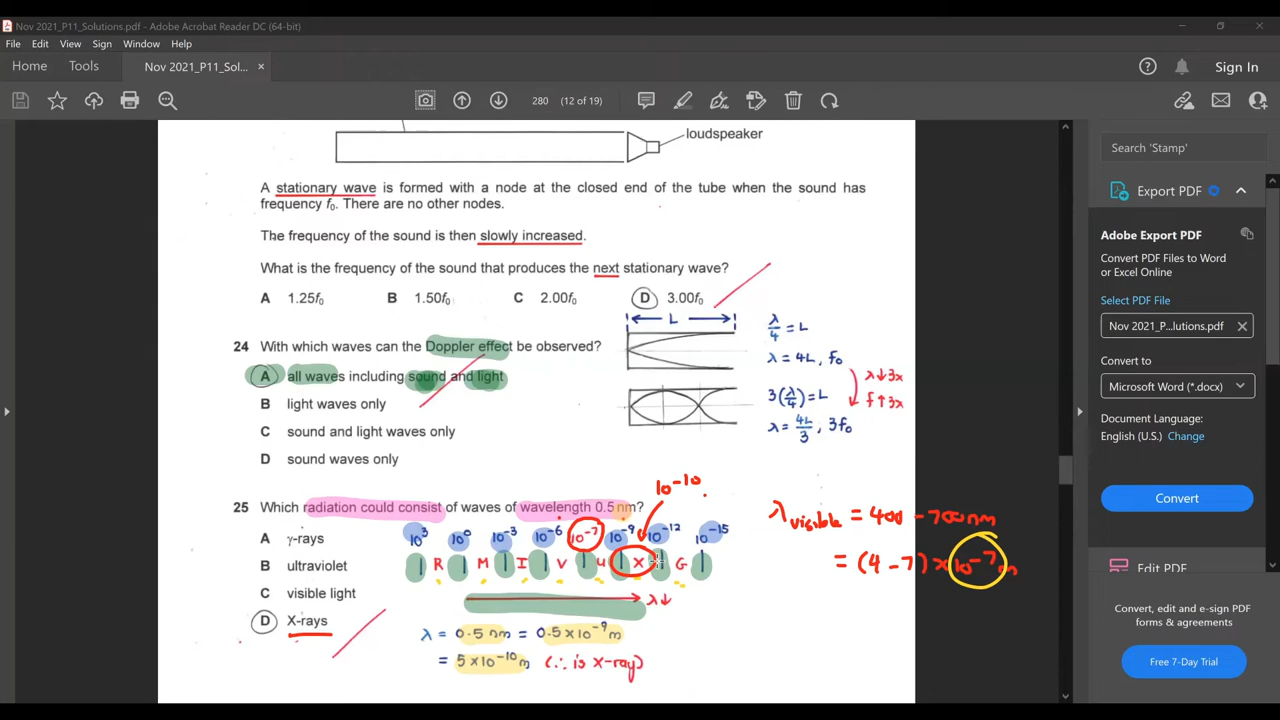 Nov 2021_P11_Solutions.pdf - Adobe Acrobat Reader DC (64-bit)
File Edit View Sign Window Help
Home Tools Nov 2021_P11_Sol... × Sign In
280 (12 of 19)
loudspeaker
A stationary wave is formed with a node at the closed end of the tube when the sound has
frequency f₀. There are no other nodes.
The frequency of the sound is then slowly increased.
What is the frequency of the sound that produces the next stationary wave?
A 1.25f₀ B 1.50f₀ C 2.00f₀ D 3.00f₀
L
λ/4 = L
λ = 4L, f₀
λ↓3x
f↑3x
3(λ/4) = L
λ = 4L/3, 3f₀
24 With which waves can the Doppler effect be observed?
A all waves including sound and light
B light waves only
C sound and light waves only
D sound waves only
25 Which radiation could consist of waves of wavelength 0.5nm?
A γ-rays
B ultraviolet
C visible light
D X-rays
10⁻¹⁰
10³ 10⁰ 10⁻³ 10⁻⁶ 10⁻⁷ 10⁻⁹ 10⁻¹² 10⁻¹⁵
R M I V U X G
λ↓
λ = 0.5 nm = 0.5×10⁻⁹m
= 5×10⁻¹⁰m (∴ is X-ray)
λ visible = 400 - 700nm
= (4-7)×10⁻⁷m
Search 'Stamp'
Export PDF
Adobe Export PDF
Convert PDF Files to Word
or Excel Online
Select PDF File
Nov 2021_P...lutions.pdf ×
Convert to
Microsoft Word (*.docx)
Document Language:
English (U.S.) Change
Convert
Edit PDF
Convert, edit and e-sign PDF
forms & agreements
Free 7-Day Trial